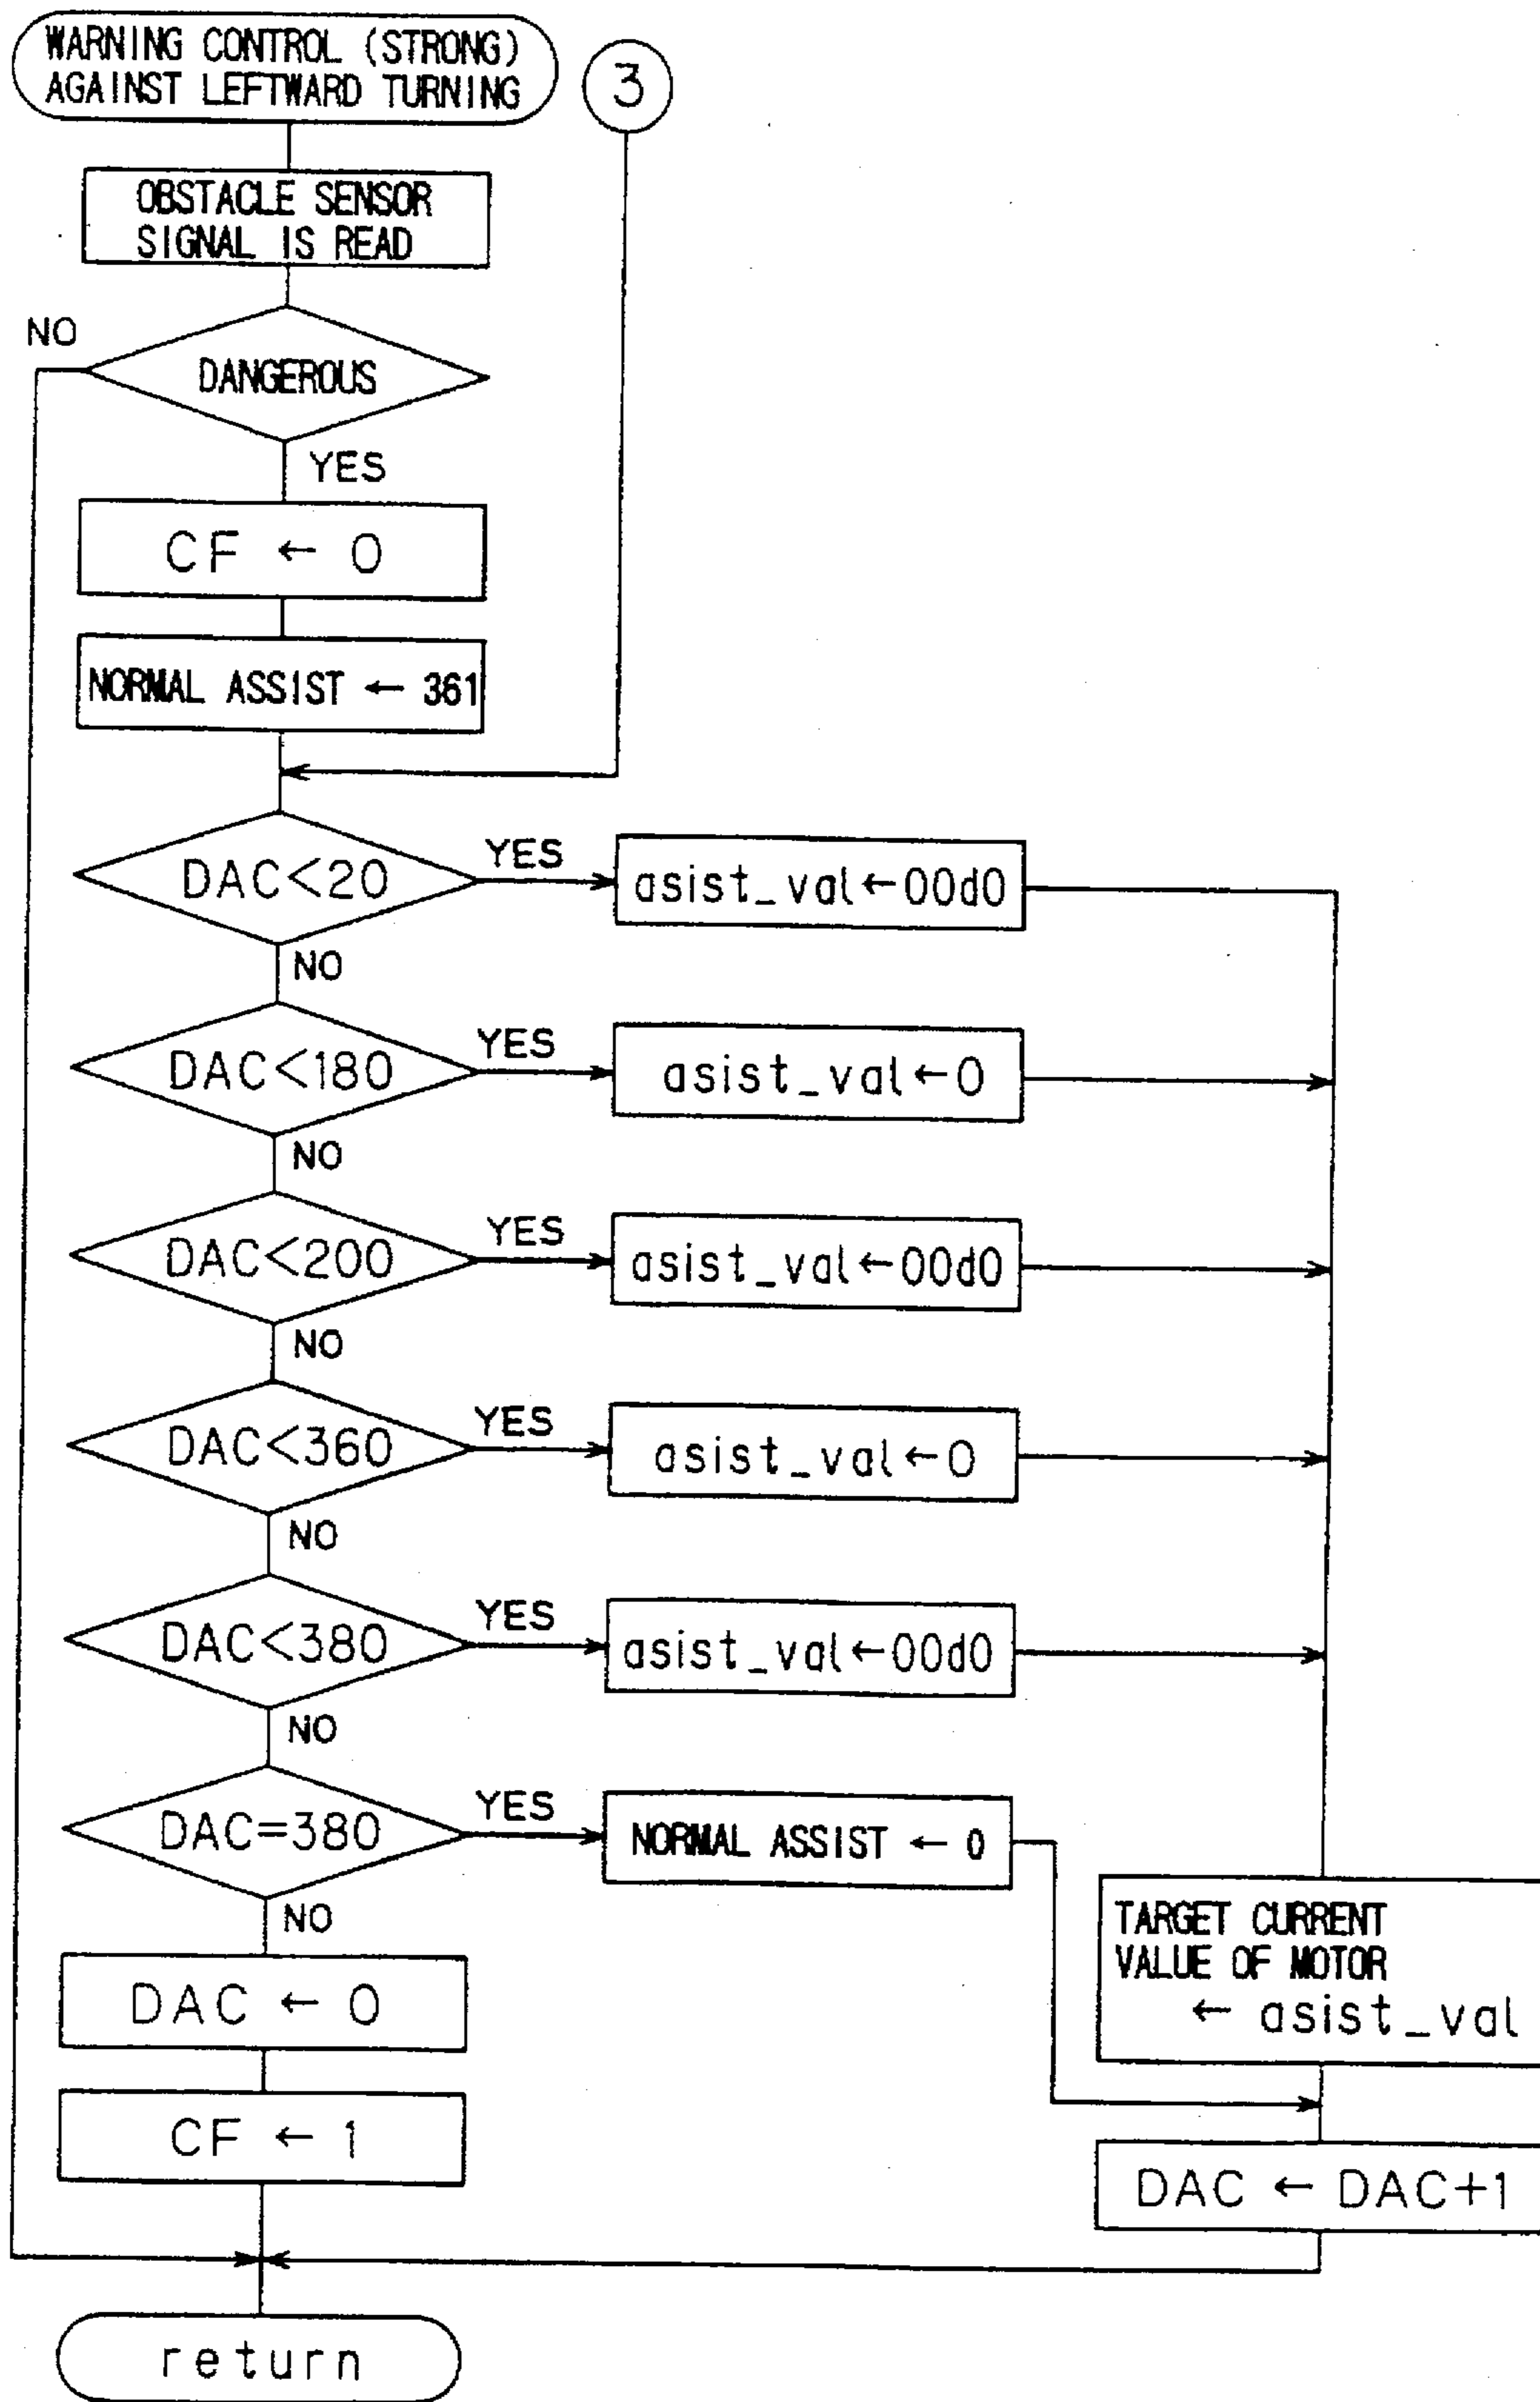 WARNING CONTROL (STRONG)
AGAINST LEFTWARD TURNING
3
OBSTACLE SENSOR
SIGNAL IS READ
NO
DANGEROUS
YES
CF ← 0
NORMAL ASSIST ← 361
DAC<20
YES
asist_val←00d0
NO
DAC<180
YES
asist_val←0
NO
DAC<200
YES
asist_val←00d0
NO
DAC<360
YES
asist_val←0
NO
DAC<380
YES
asist_val←00d0
NO
DAC=380
YES
NORMAL ASSIST ← 0
NO
TARGET CURRENT
VALUE OF MOTOR
← asist_val
DAC ← 0
CF ← 1
DAC ← DAC+1
return